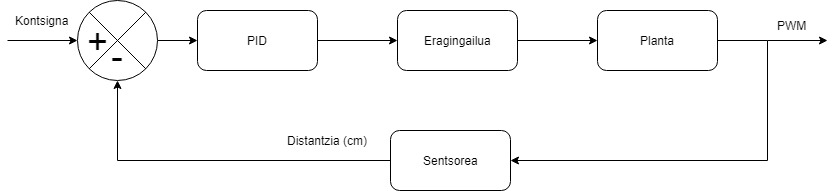 Kontsigna
PID
Eragingailua
Planta
PWM
+
-
Distantzia (cm)
Sentsorea